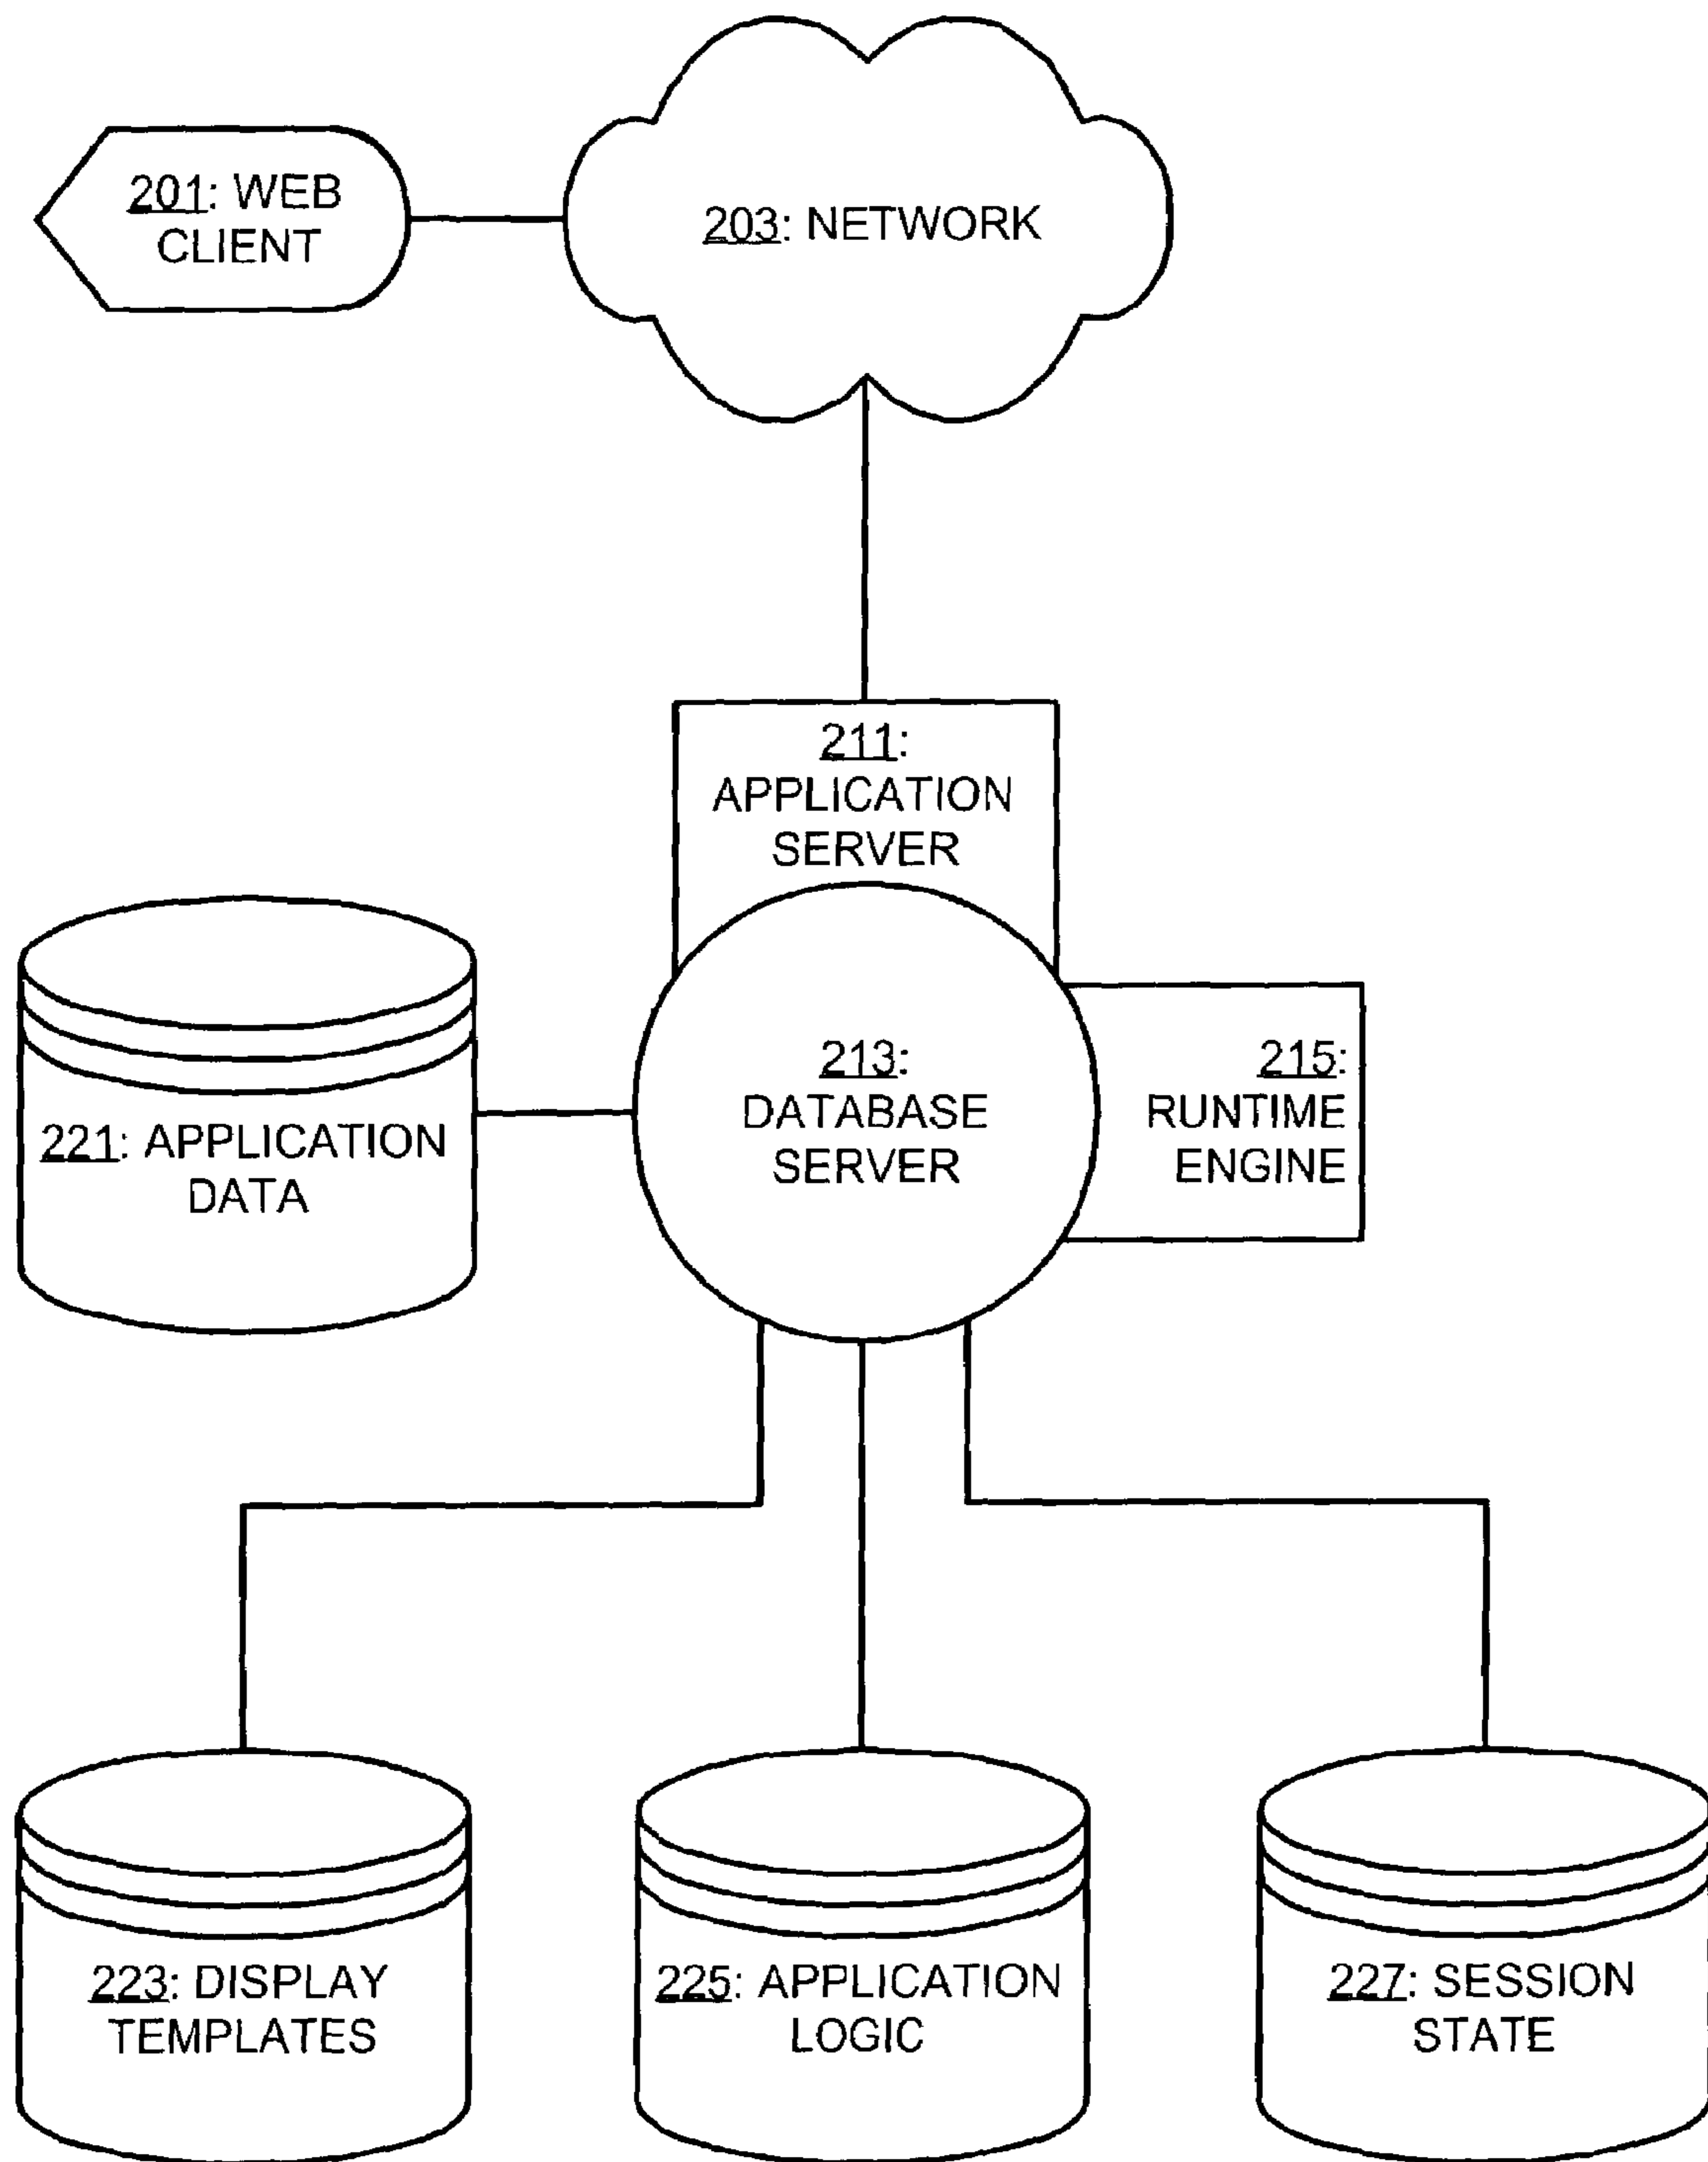 201: WEB
CLIENT
203: NETWORK
211:
APPLICATION
SERVER
213:
DATABASE
SERVER
215:
RUNTIME
ENGINE
221: APPLICATION
DATA
223: DISPLAY
TEMPLATES
225: APPLICATION
LOGIC
227: SESSION
STATE